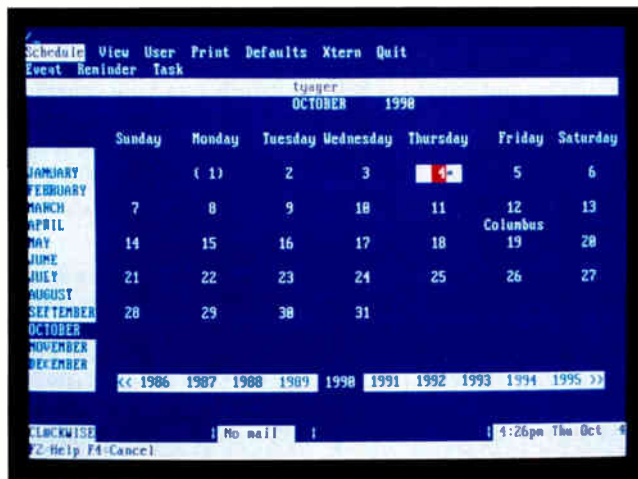 Schedule View User Print Defaults Xtern Quit
Event Reminder Task
tyager
OCTOBER 1990
Sunday Monday Tuesday Wednesday Thursday Friday Saturday
JANUARY ( 1) 2 3 4 5 6
FEBRUARY
MARCH 7 8 9 10 11 12 13
APRIL Columbus
MAY 14 15 16 17 18 19 20
JUNE
JULY 21 22 23 24 25 26 27
AUGUST
SEPTEMBER 28 29 30 31
OCTOBER
NOVEMBER
DECEMBER
<< 1986 1987 1988 1989 1990 1991 1992 1993 1994 1995 >>
CLOCKWISE No mail 4:26pm Thu Oct 4
F2=Help F4=Cancel